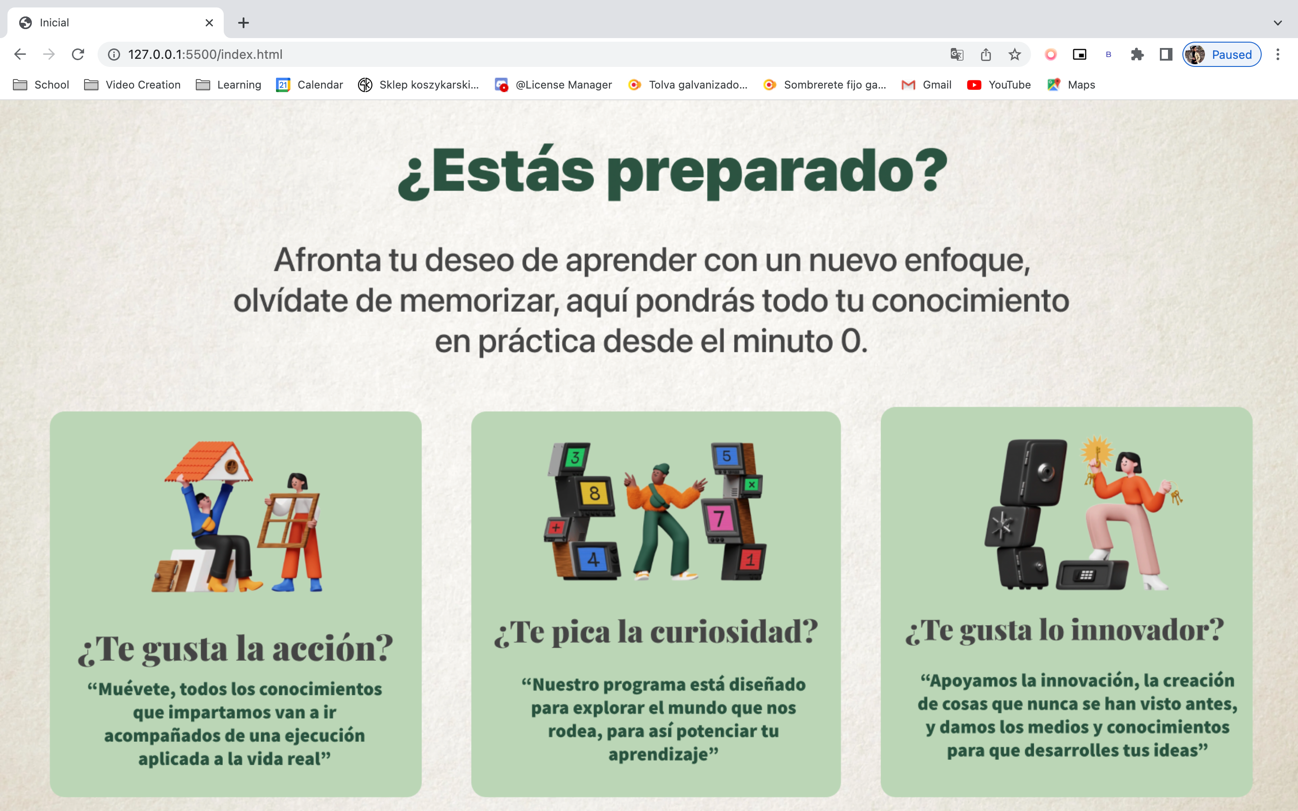 Inicial
127.0.0.1:5500/index.html
B
Paused
School
Video Creation
Learning
21
Calendar
Sklep koszykarski...
@License Manager
Tolva galvanizado...
Sombrerete fijo ga...
Gmail
YouTube
Maps
¿Estás preparado?
Afronta tu deseo de aprender con un nuevo enfoque,
olvídate de memorizar, aquí pondrás todo tu conocimiento
en práctica desde el minuto 0.
¿Te gusta la acción?
“Muévete, todos los conocimientos
que impartamos van a ir
acompañados de una ejecución
aplicada a la vida real”
3
8
+
4
5
×
7
1
¿Te pica la curiosidad?
“Nuestro programa está diseñado
para explorar el mundo que nos
rodea, para así potenciar tu
aprendizaje”
¿Te gusta lo innovador?
“Apoyamos la innovación, la creación
de cosas que nunca se han visto antes,
y damos los medios y conocimientos
para que desarrolles tus ideas”